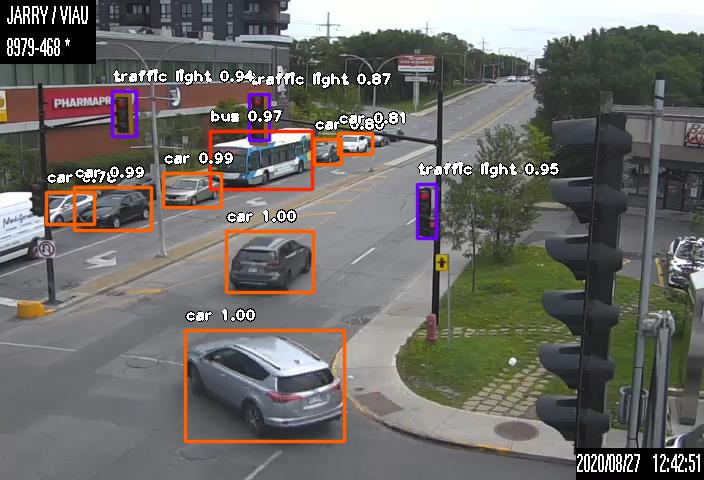 JARRY / VIAU
8979-468 *
traffic light 0.94
traffic light 0.87
PHARMAPR
bus 0.97
car 0.81
car
car 0.99
car 0.99
car
traffic light 0.95
car 1.00
car 1.00
2020/08/27 12:42:51